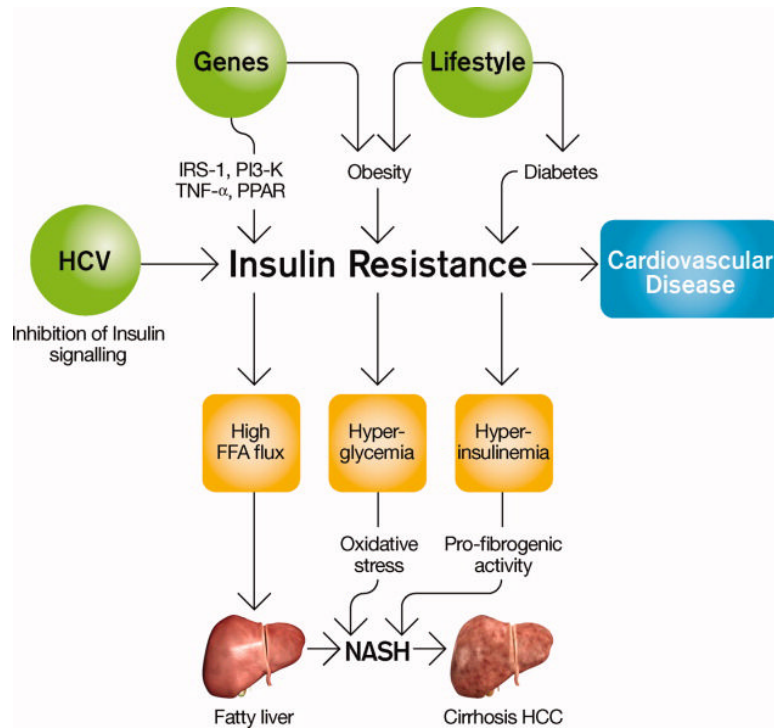 Genes
Lifestyle
IRS-1, PI3-K
TNF-α, PPAR
Obesity
Diabetes
HCV
Insulin Resistance
Cardiovascular
Disease
Inhibition of Insulin
signalling
High
FFA flux
Hyper-
glycemia
Hyper-
insulinemia
Oxidative
stress
Pro-fibrogenic
activity
NASH
Fatty liver
Cirrhosis HCC